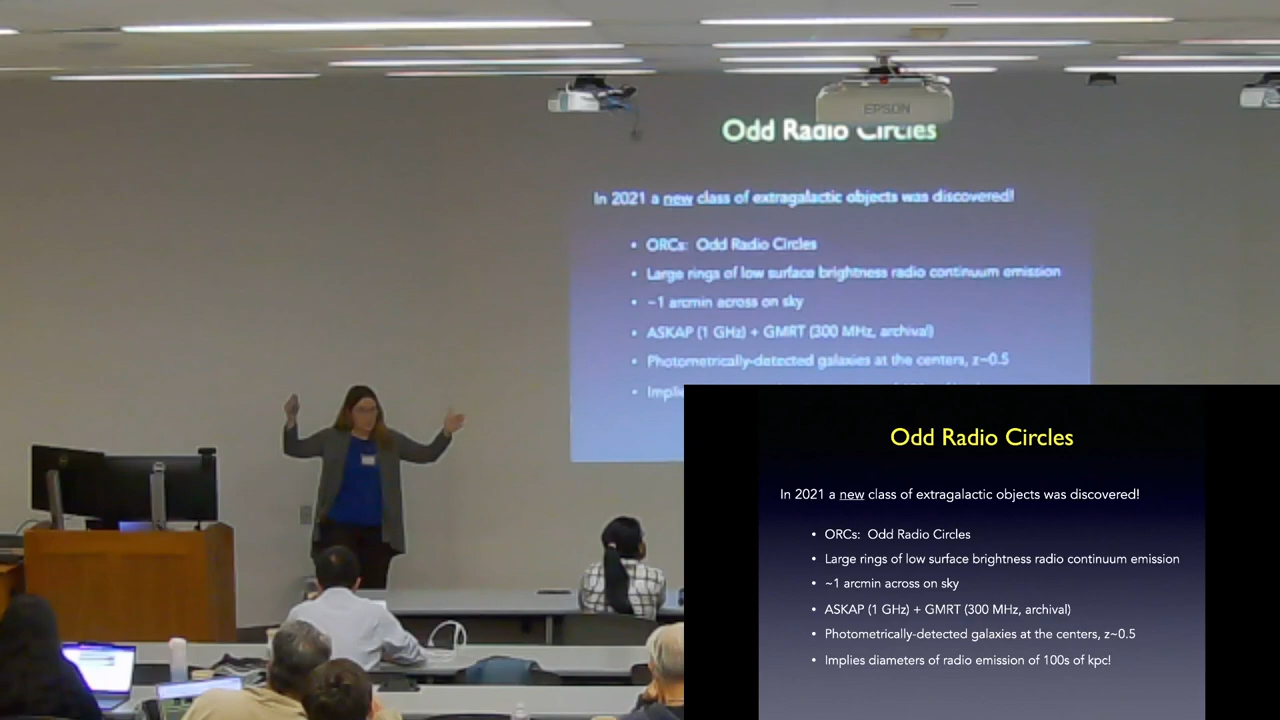 EPSON
Odd Radio Circles
In 2021 a new class of extragalactic objects was discovered!
• ORCs: Odd Radio Circles
• Large rings of low surface brightness radio continuum emission
• ~1 arcmin across on sky
• ASKAP (1 GHz) + GMRT (300 MHz, archival)
• Photometrically-detected galaxies at the centers, z~0.5
• Implie
Odd Radio Circles
In 2021 a new class of extragalactic objects was discovered!
• ORCs: Odd Radio Circles
• Large rings of low surface brightness radio continuum emission
• ~1 arcmin across on sky
• ASKAP (1 GHz) + GMRT (300 MHz, archival)
• Photometrically-detected galaxies at the centers, z~0.5
• Implies diameters of radio emission of 100s of kpc!